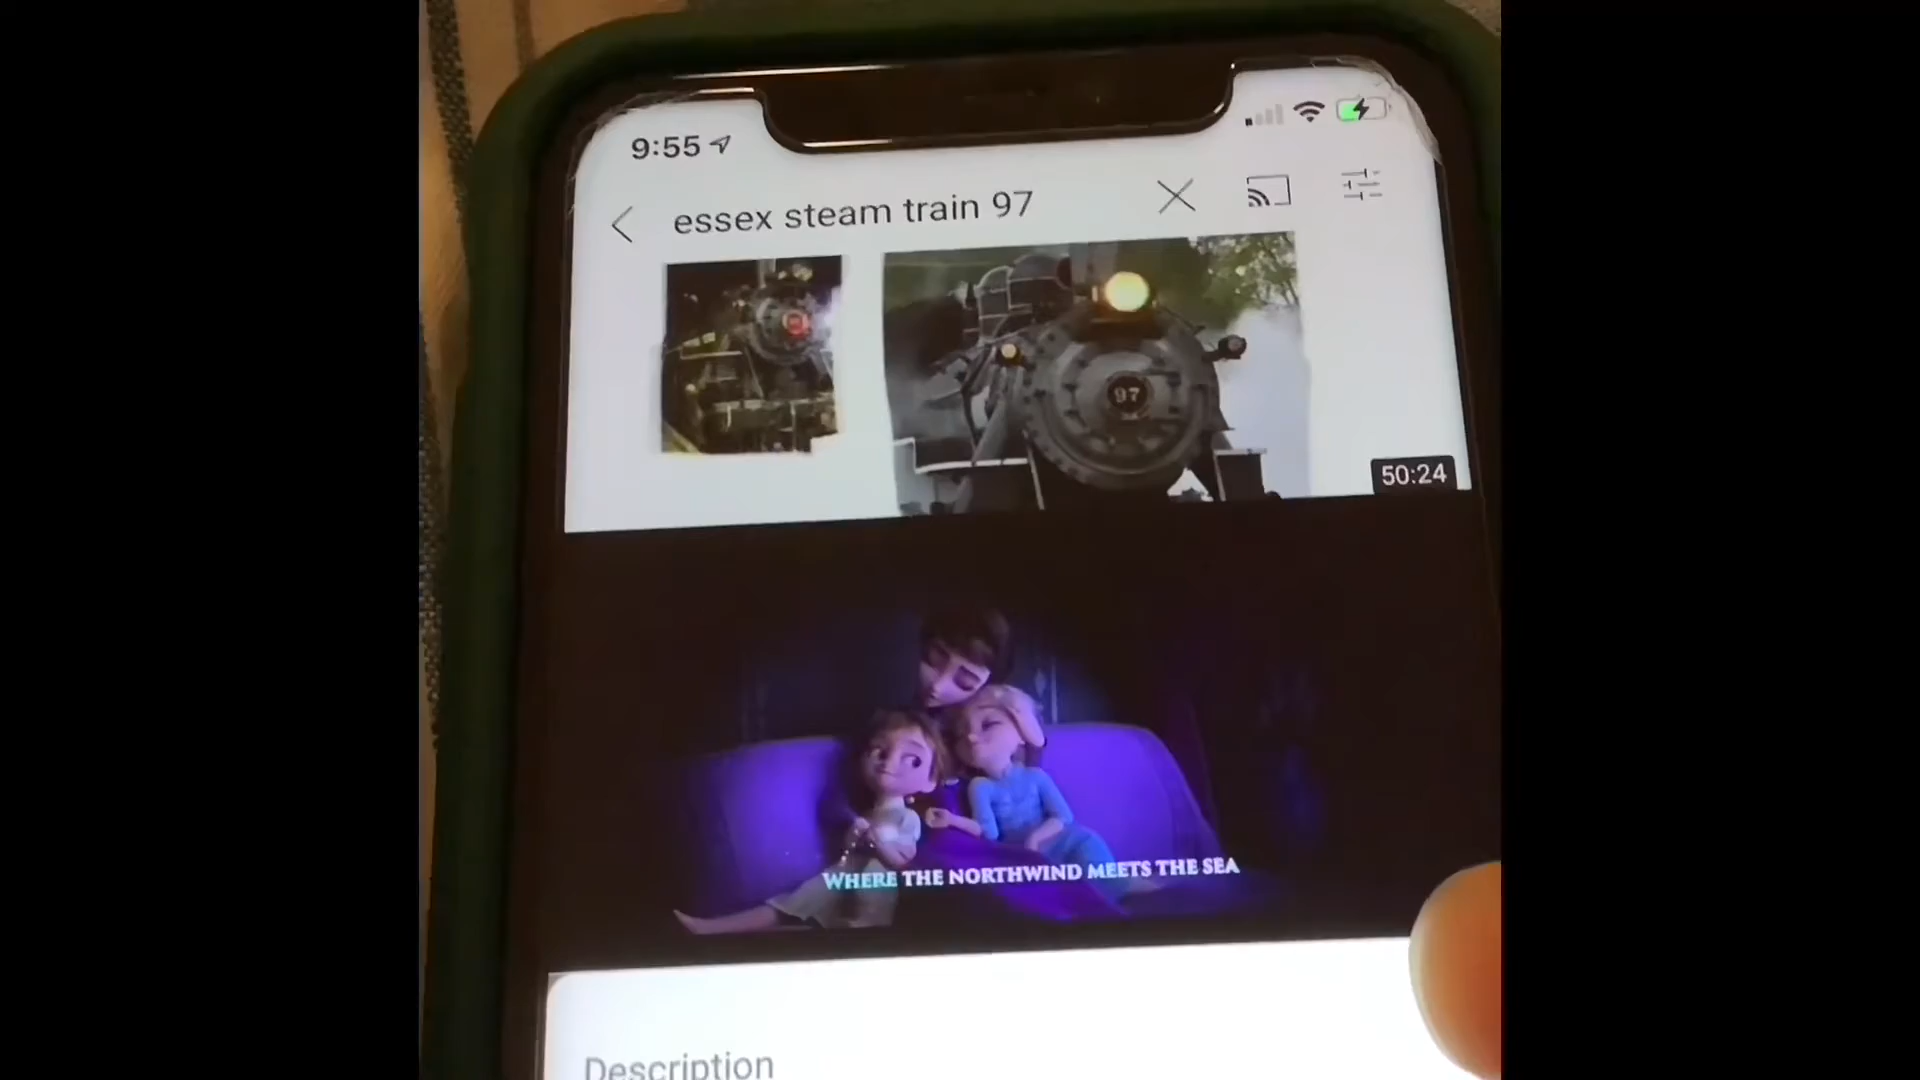 9:55
essex steam train 97
97
50:24
WHERE THE NORTHWIND MEETS THE SEA
Description